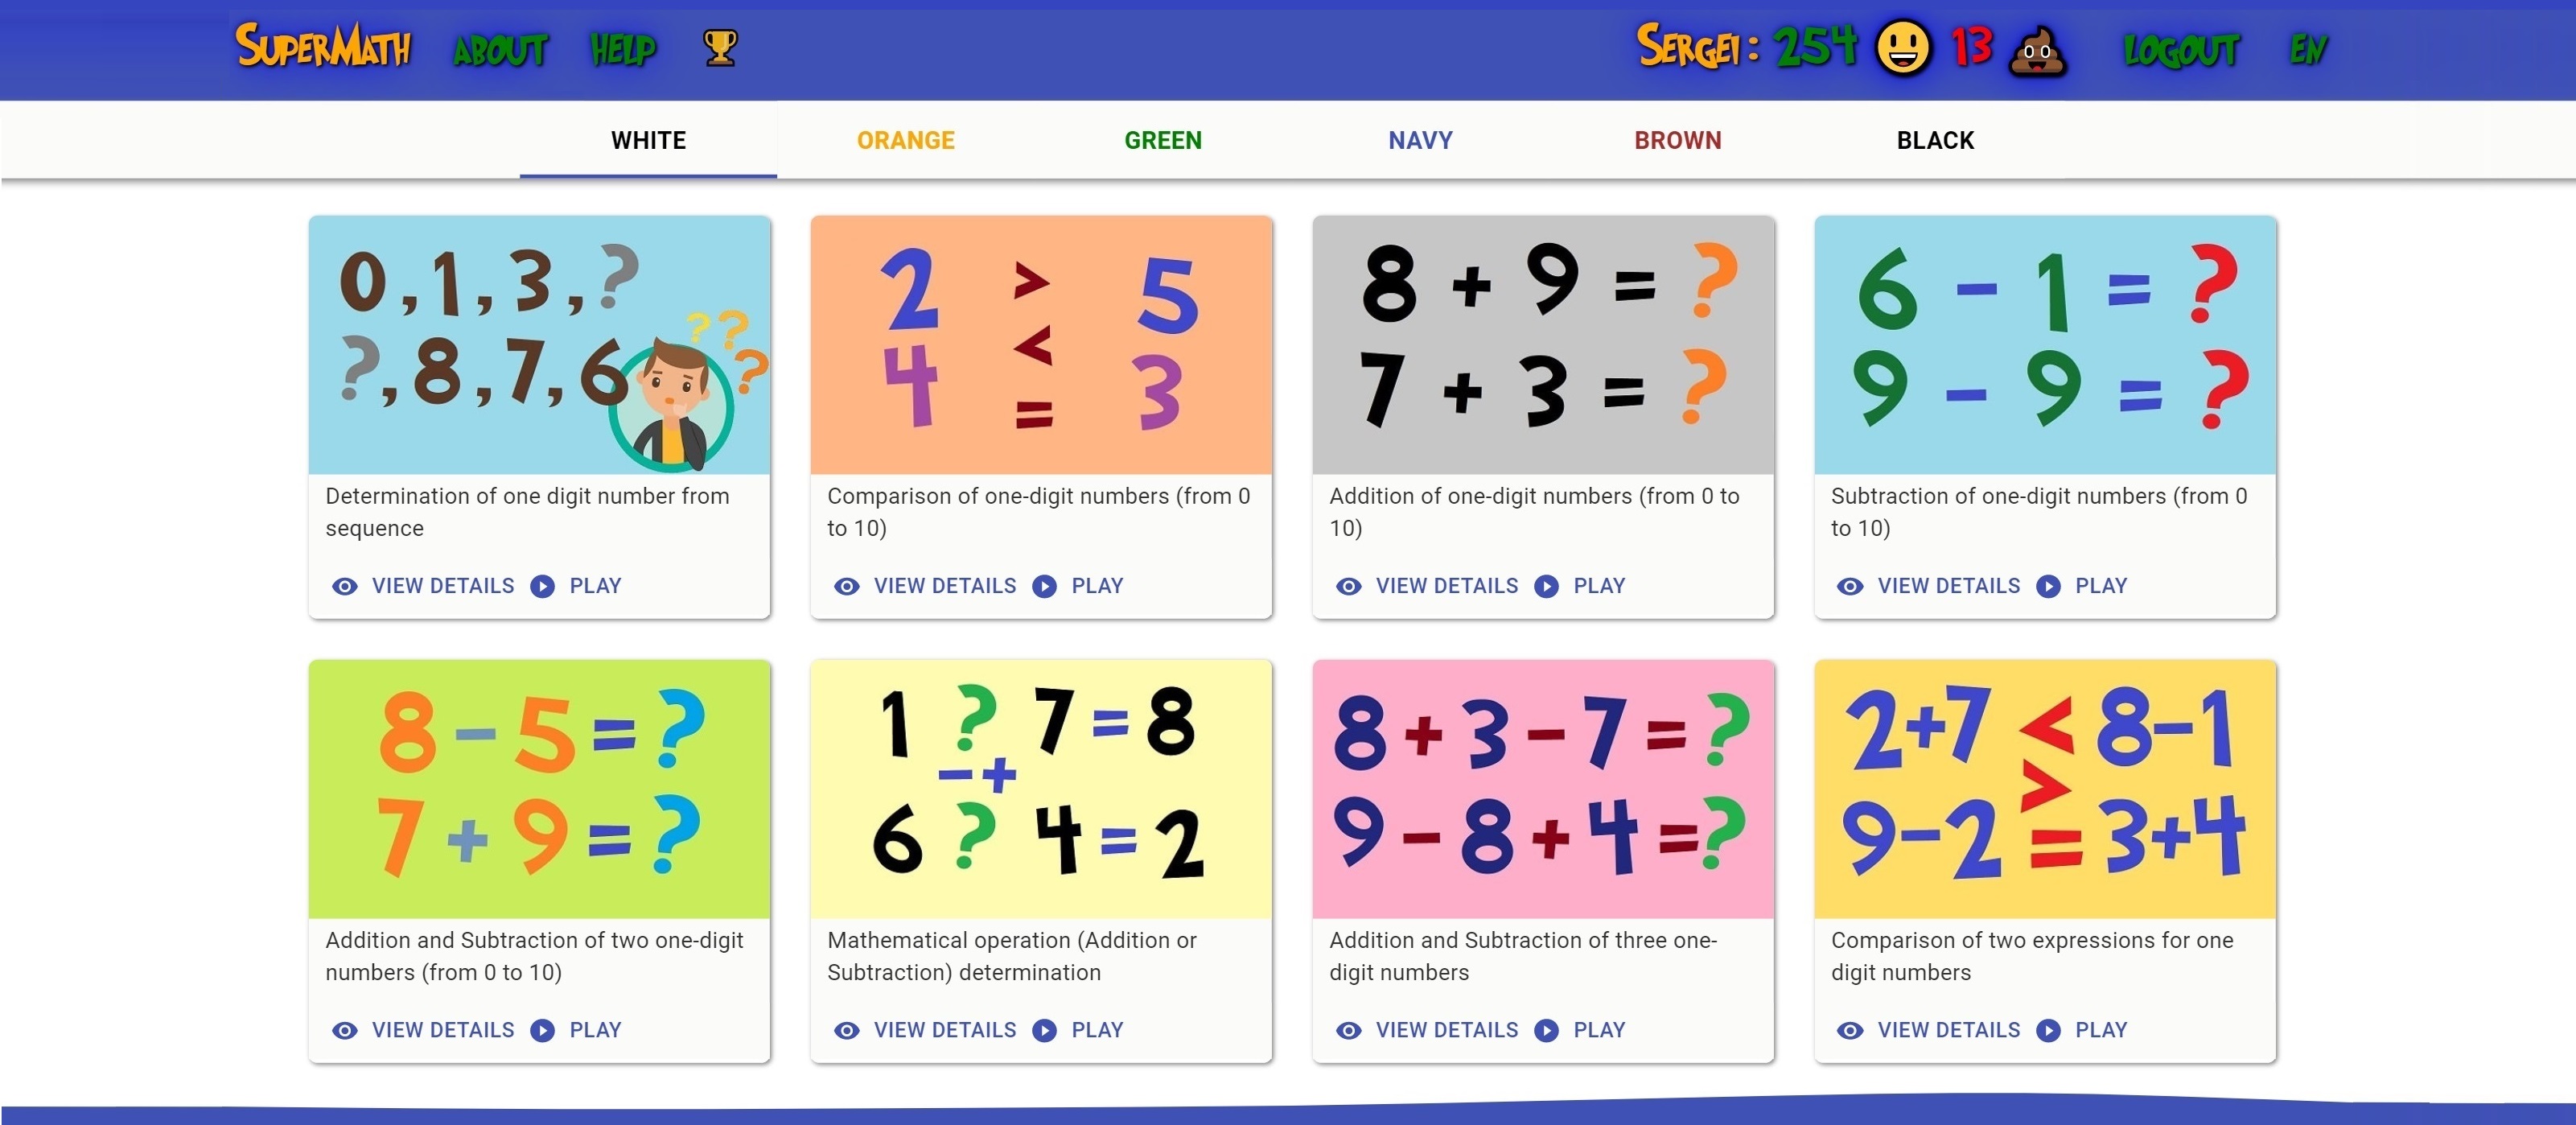 SuperMath ABOUT HELP Sergei: 254 13 LOGOUT EN
WHITE ORANGE GREEN NAVY BROWN BLACK
0, 1, 3, ?
?, 8, 7, 6
? ? ?
Determination of one digit number from
sequence
VIEW DETAILS PLAY
2 > 5
<
4 3
=
Comparison of one-digit numbers (from 0
to 10)
VIEW DETAILS PLAY
8 + 9 = ?
7 + 3 = ?
Addition of one-digit numbers (from 0 to
10)
VIEW DETAILS PLAY
6 - 1 = ?
9 - 9 = ?
Subtraction of one-digit numbers (from 0
to 10)
VIEW DETAILS PLAY
8 - 5 = ?
7 + 9 = ?
Addition and Subtraction of two one-digit
numbers (from 0 to 10)
VIEW DETAILS PLAY
1 ? 7 = 8
- +
6 ? 4 = 2
Mathematical operation (Addition or
Subtraction) determination
VIEW DETAILS PLAY
8 + 3 - 7 = ?
9 - 8 + 4 = ?
Addition and Subtraction of three one-
digit numbers
VIEW DETAILS PLAY
2+7 < 8-1
>
9-2 = 3+4
Comparison of two expressions for one
digit numbers
VIEW DETAILS PLAY